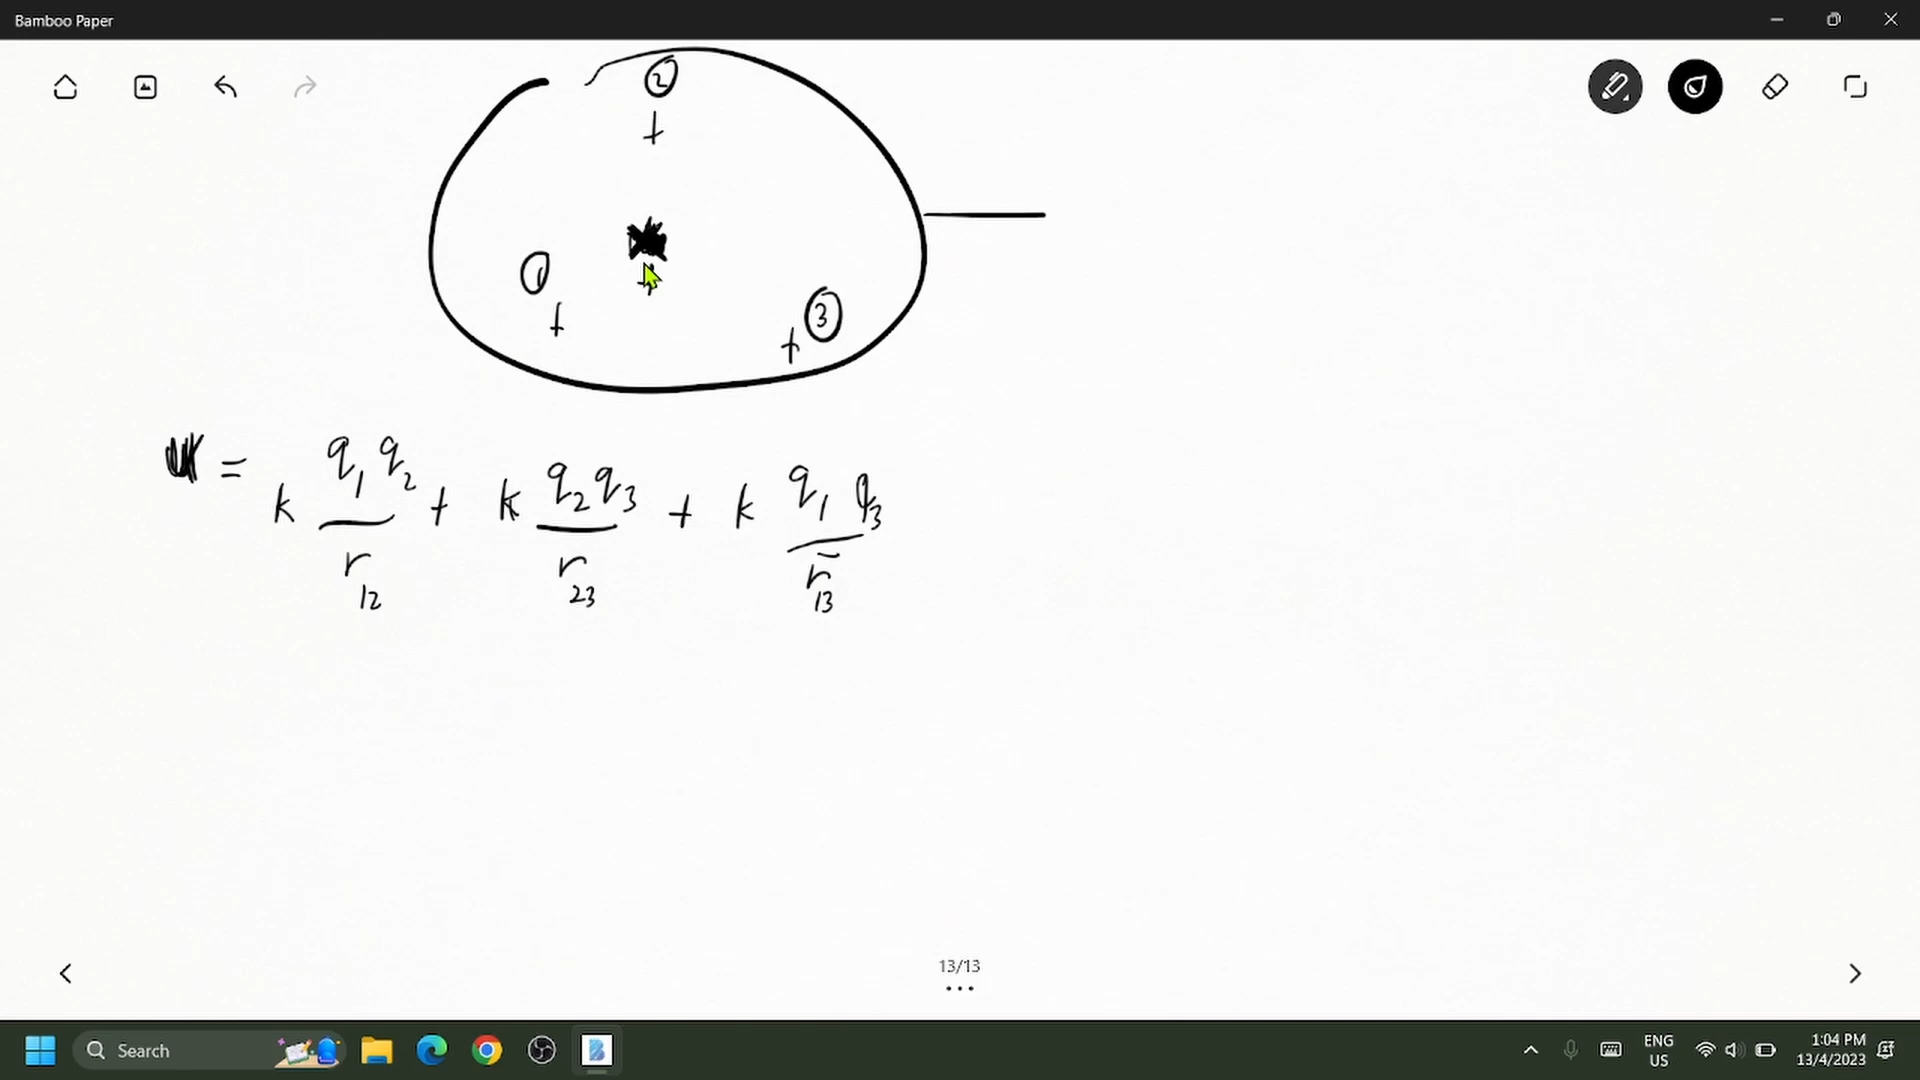 Bamboo Paper
2
+
1
+
3
+
U = k q₁q₂ / r₁₂ + k q₂q₃ / r₂₃ + k q₁q₃ / r₁₃
13/13
Search
ENG
US
1:04 PM
13/4/2023